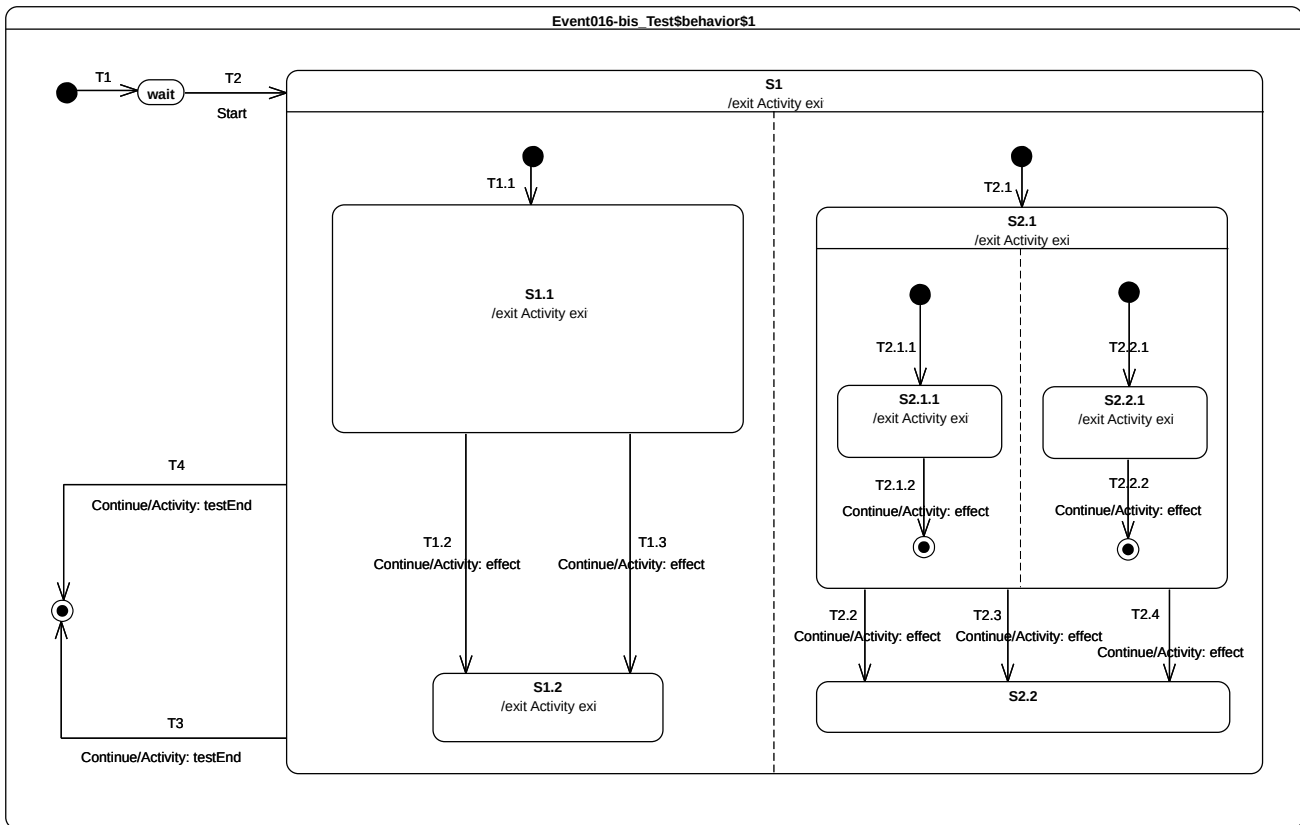 Event016-bis_Test$behavior$1
T1
T2
wait
Start
S1
/exit Activity exi
T1.1
T2.1
S2.1
/exit Activity exi
S1.1
/exit Activity exi
T2.1.1
T2.2.1
S2.1.1
/exit Activity exi
S2.2.1
/exit Activity exi
T4
Continue/Activity: testEnd
T2.1.2
Continue/Activity: effect
T2.2.2
Continue/Activity: effect
T1.2
Continue/Activity: effect
T1.3
Continue/Activity: effect
T2.2
Continue/Activity: effect
T2.3
Continue/Activity: effect
T2.4
Continue/Activity: effect
S1.2
/exit Activity exi
S2.2
T3
Continue/Activity: testEnd